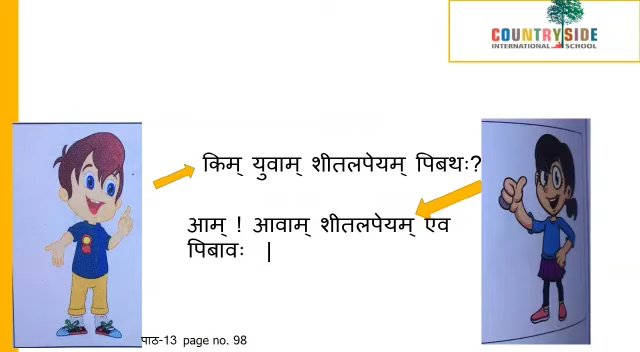 COUNTRYSIDE
INTERNATIONAL SCHOOL
किम् युवाम् शीतलपेयम् पिबथः?
आम् ! आवाम् शीतलपेयम् एव
पिबावः |
पाठ-13 page no. 98